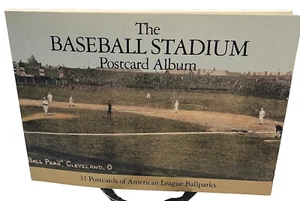 The
BASEBALL STADIUM
Postcard Album
BALL PARK," CLEVELAND, O
31 Postcards of American League Ballparks